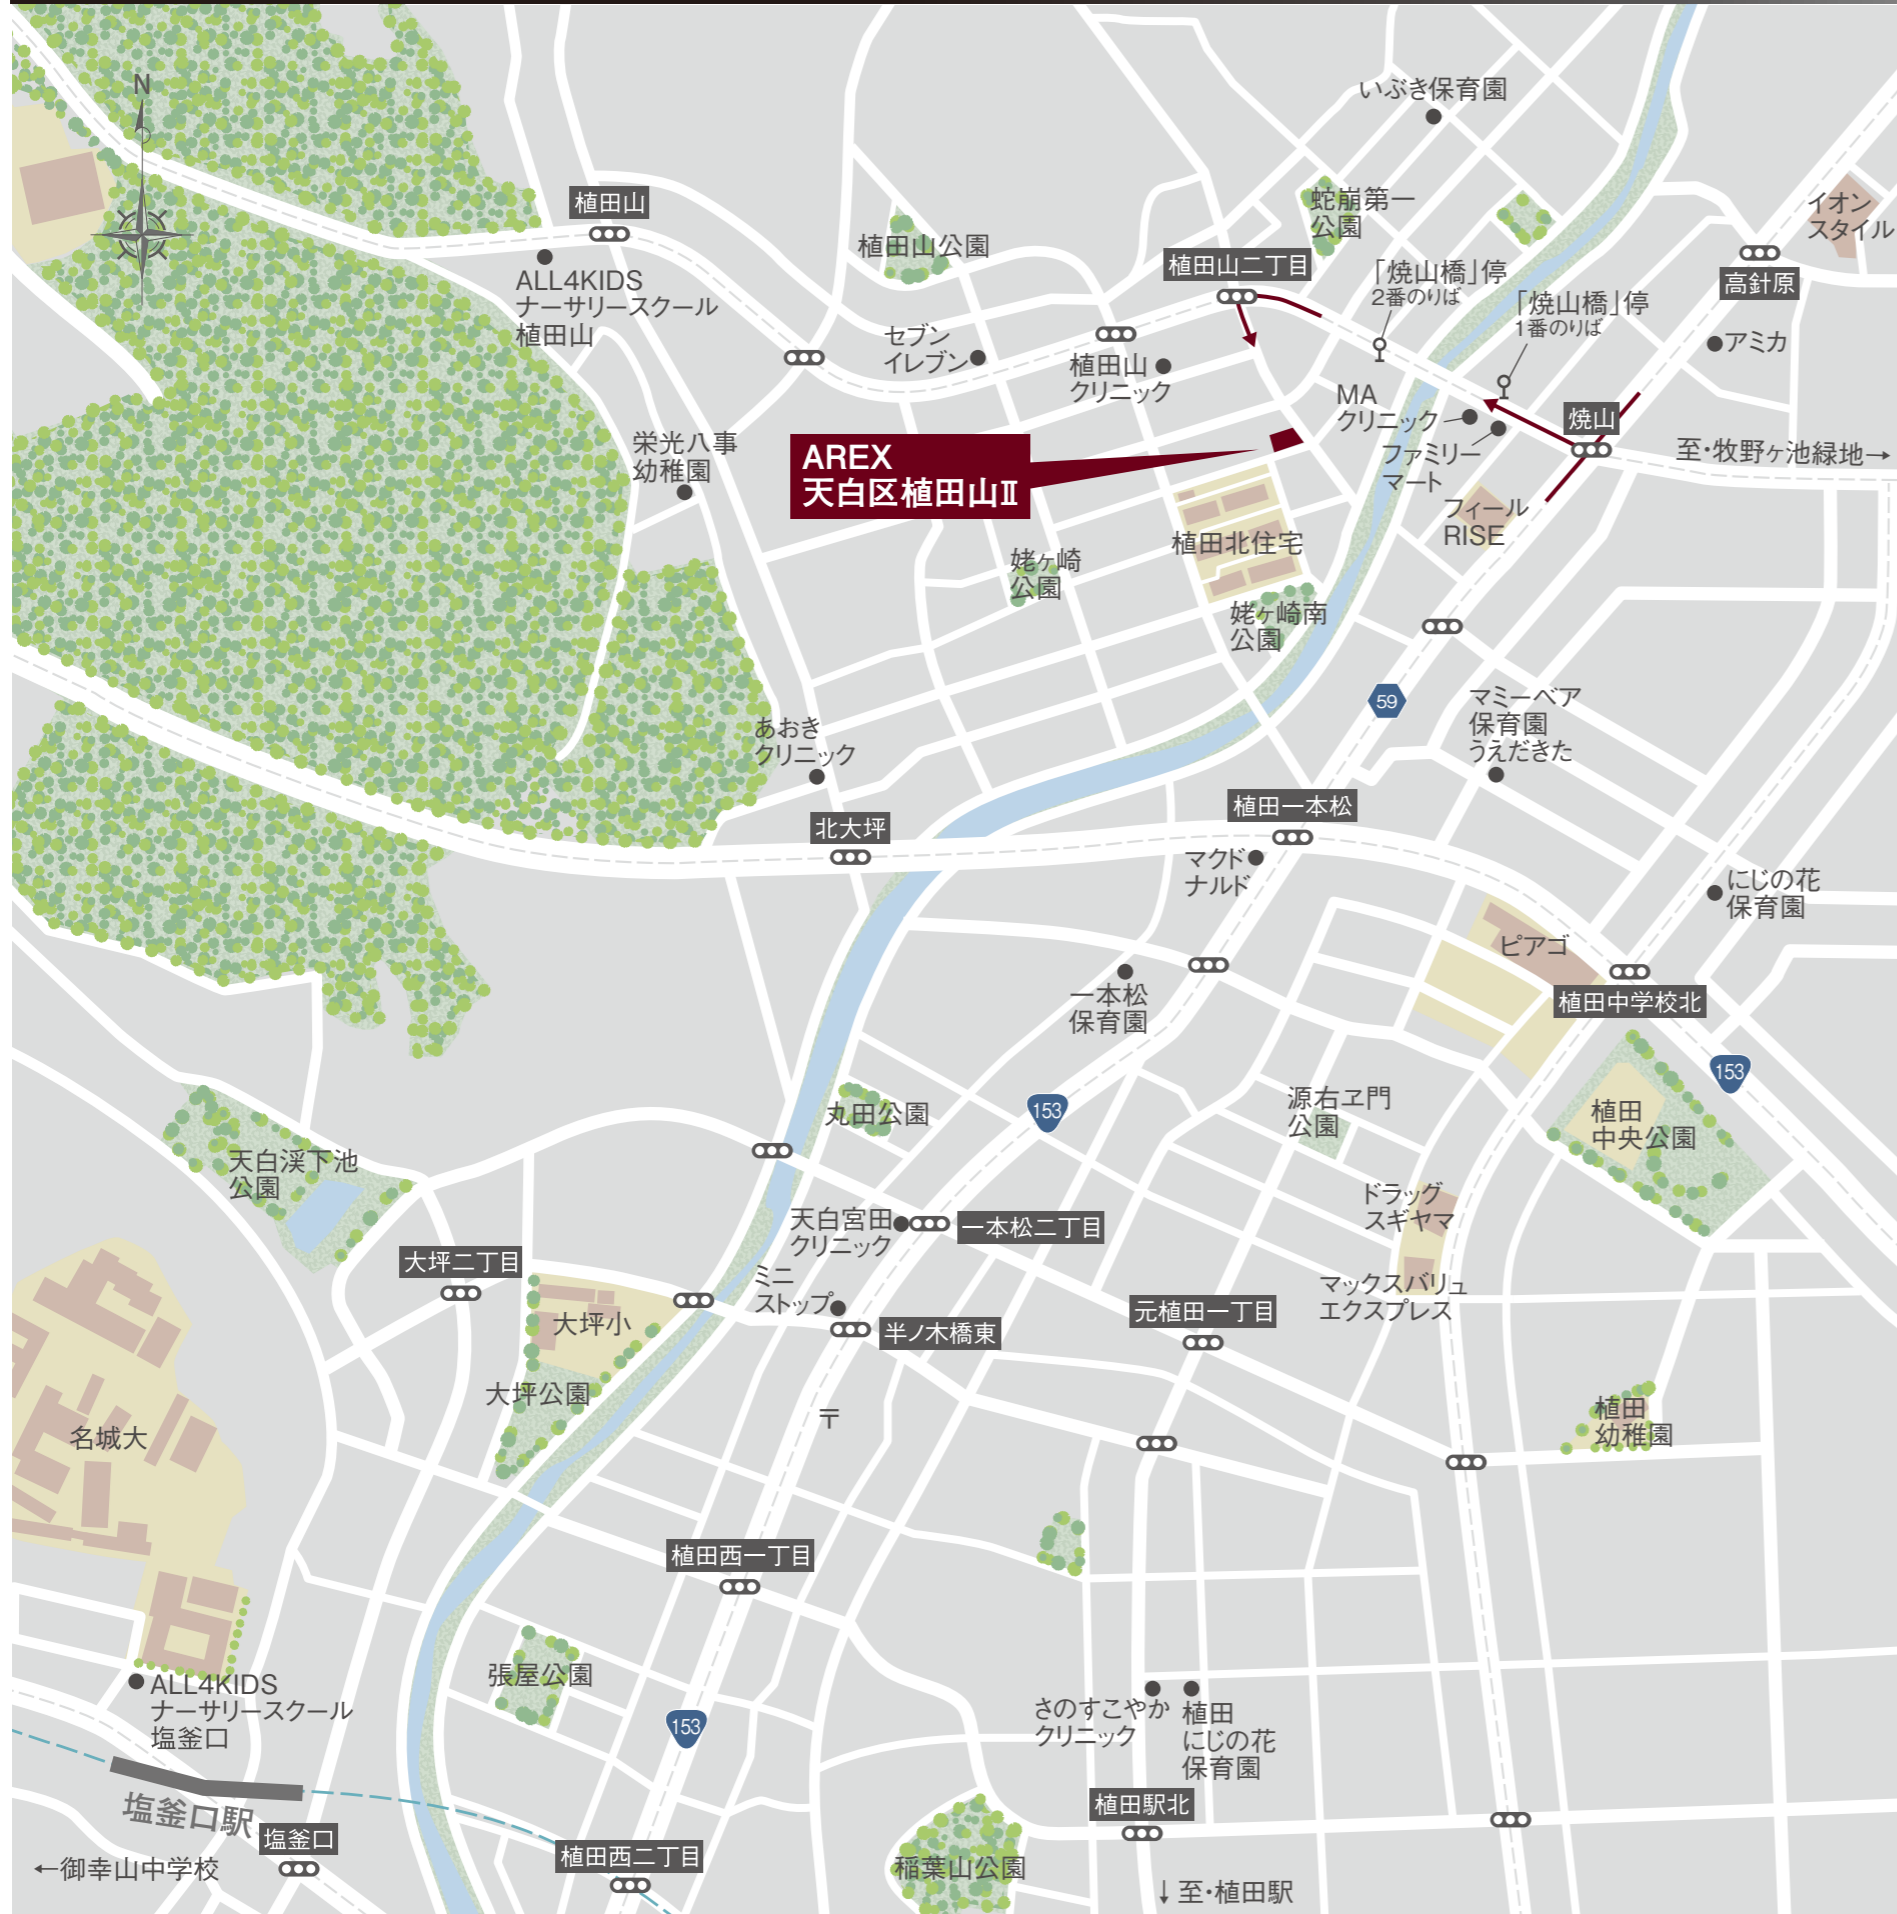 N
いぶき保育園
植田山
蛇崩第一
公園
イオン
スタイル
植田山公園
植田山二丁目
「焼山橋」停
2番のりば
高針原
ALL4KIDS
ナーサリースクール
植田山
「焼山橋」停
1番のりば
セブン
イレブン
植田山
クリニック
アミカ
MA
クリニック
焼山
ファミリー
マート
至・牧野ヶ池緑地→
栄光八事
幼稚園
AREX
天白区植田山Ⅱ
フィール
RISE
植田北住宅
姥ヶ崎
公園
姥ヶ崎南
公園
59
マミーベア
保育園
うえだきた
あおき
クリニック
北大坪
植田一本松
マクド
ナルド
にじの花
保育園
ピアゴ
一本松
保育園
植田中学校北
153
153
丸田公園
源右ヱ門
公園
植田
中央公園
天白渓下池
公園
ドラッグ
スギヤマ
天白宮田
クリニック
一本松二丁目
大坪二丁目
ミニ
ストップ
マックスバリュ
エクスプレス
大坪小
半ノ木橋東
元植田一丁目
大坪公園
〒
植田
幼稚園
名城大
植田西一丁目
張屋公園
ALL4KIDS
ナーサリースクール
塩釜口
153
さのすこやか
クリニック
植田
にじの花
保育園
塩釜口駅
塩釜口
植田駅北
植田西二丁目
←御幸山中学校
稲葉山公園
↓至・植田駅